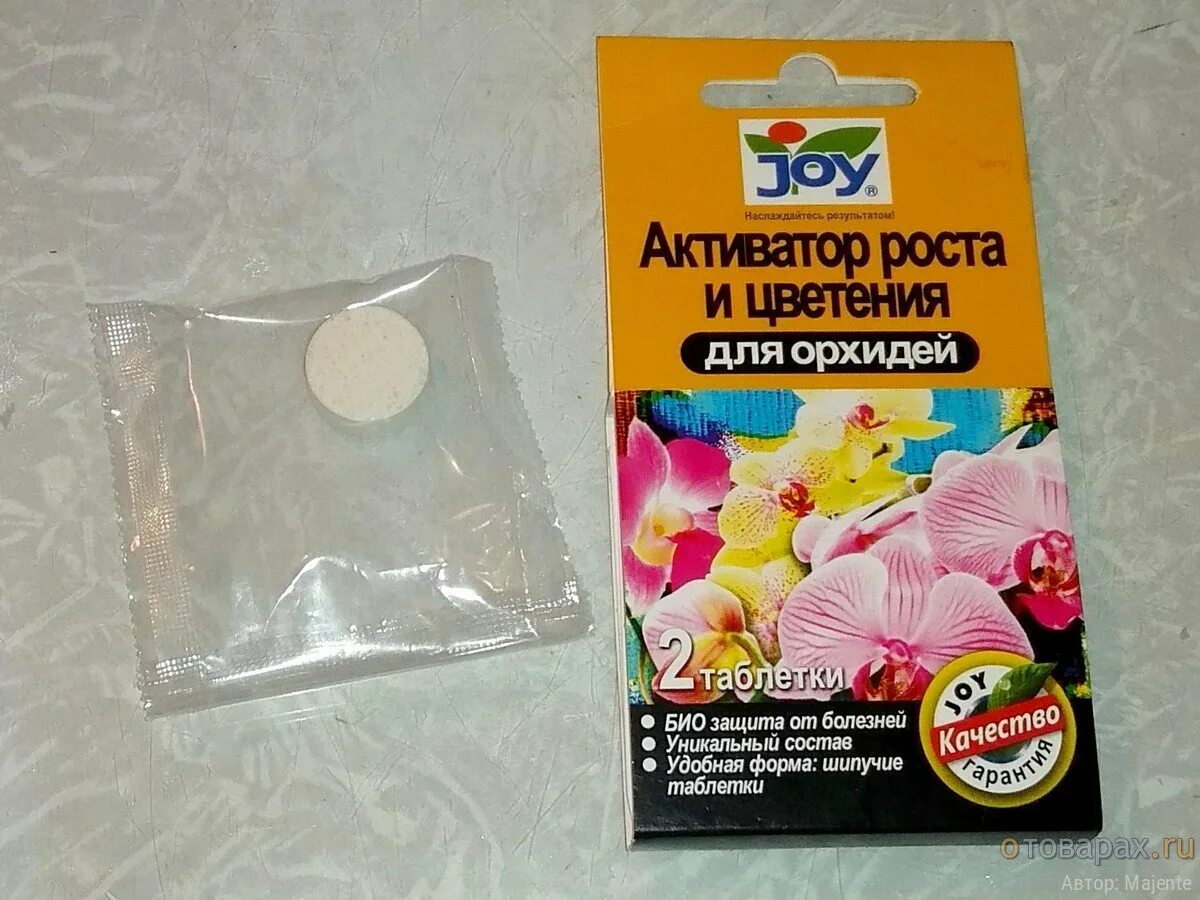 JOY®
Наслаждайтесь результатом!
Активатор роста
и цветения
для орхидей
2 таблетки
• БИО защита от болезней
• Уникальный состав
• Удобная форма: шипучие
таблетки
JOY
Качество
гарантия
отоварах.ru
Автор: Majente